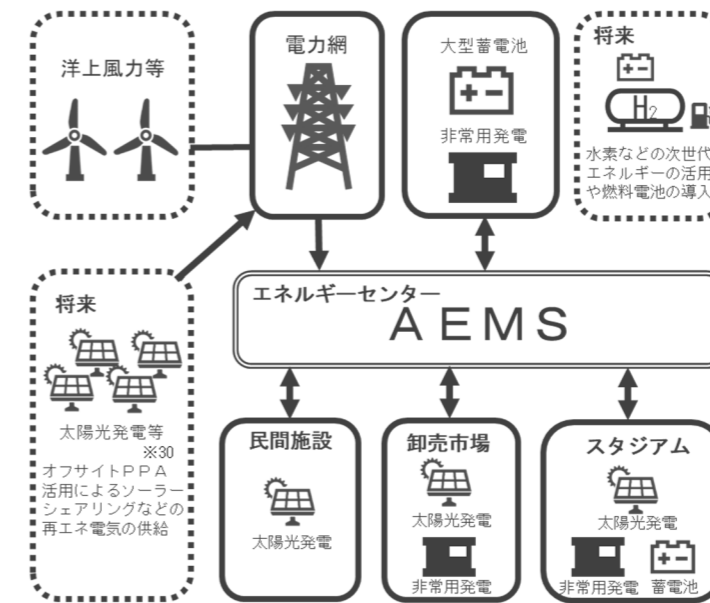 洋上風力等
電力網
大型蓄電池
非常用発電
将来
H2
水素などの次世代
エネルギーの活用
や燃料電池の導入
将来
太陽光発電等
※30
オフサイトPPA
活用によるソーラー
シェアリングなどの
再エネ電気の供給
エネルギーセンター
AEMS
民間施設
太陽光発電
卸売市場
太陽光発電
非常用発電
スタジアム
太陽光発電
非常用発電 蓄電池